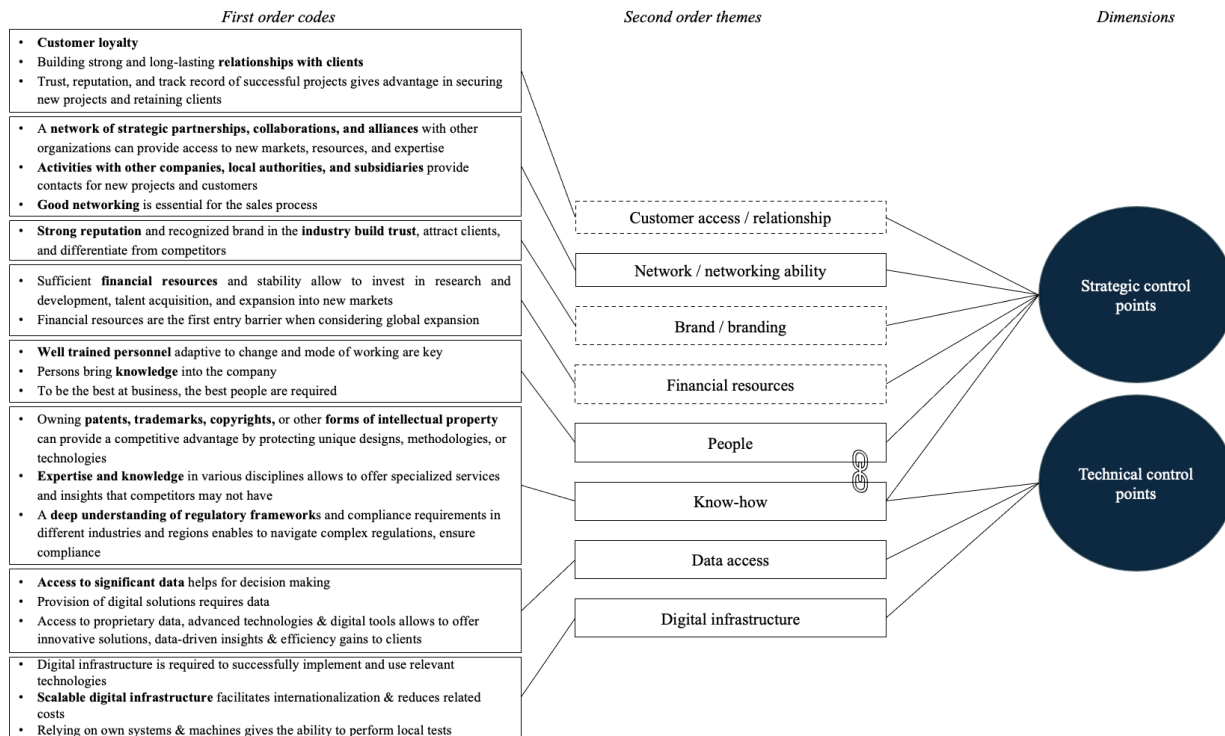 First order codes
Second order themes
Dimensions
• Customer loyalty
• Building strong and long-lasting relationships with clients
• Trust, reputation, and track record of successful projects gives advantage in securing
new projects and retaining clients
• A network of strategic partnerships, collaborations, and alliances with other
organizations can provide access to new markets, resources, and expertise
• Activities with other companies, local authorities, and subsidiaries provide
contacts for new projects and customers
• Good networking is essential for the sales process
• Strong reputation and recognized brand in the industry build trust, attract clients,
and differentiate from competitors
• Sufficient financial resources and stability allow to invest in research and
development, talent acquisition, and expansion into new markets
• Financial resources are the first entry barrier when considering global expansion
• Well trained personnel adaptive to change and mode of working are key
• Persons bring knowledge into the company
• To be the best at business, the best people are required
• Owning patents, trademarks, copyrights, or other forms of intellectual property
can provide a competitive advantage by protecting unique designs, methodologies, or
technologies
• Expertise and knowledge in various disciplines allows to offer specialized services
and insights that competitors may not have
• A deep understanding of regulatory frameworks and compliance requirements in
different industries and regions enables to navigate complex regulations, ensure
compliance
• Access to significant data helps for decision making
• Provision of digital solutions requires data
• Access to proprietary data, advanced technologies & digital tools allows to offer
innovative solutions, data-driven insights & efficiency gains to clients
• Digital infrastructure is required to successfully implement and use relevant
technologies
• Scalable digital infrastructure facilitates internationalization & reduces related
costs
• Relying on own systems & machines gives the ability to perform local tests
Customer access / relationship
Network / networking ability
Brand / branding
Financial resources
People
Know-how
Data access
Digital infrastructure
Strategic control
points
Technical control
points